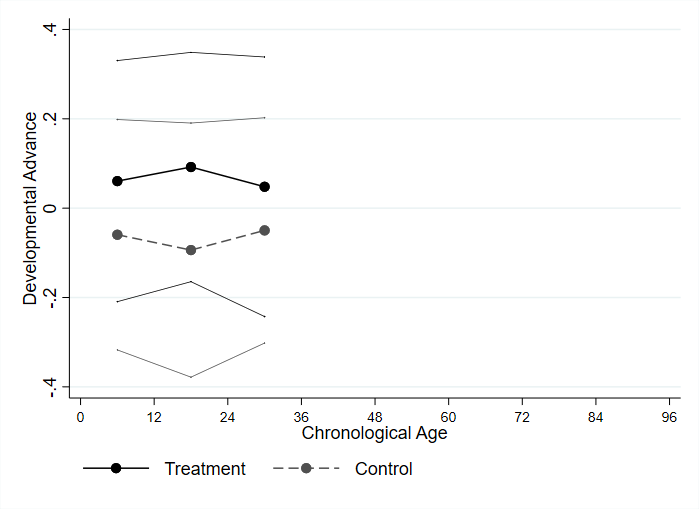 .4
.2
0
-.2
-.4
Developmental Advance
0 12 24 36 48 60 72 84 96
Chronological Age
Treatment Control